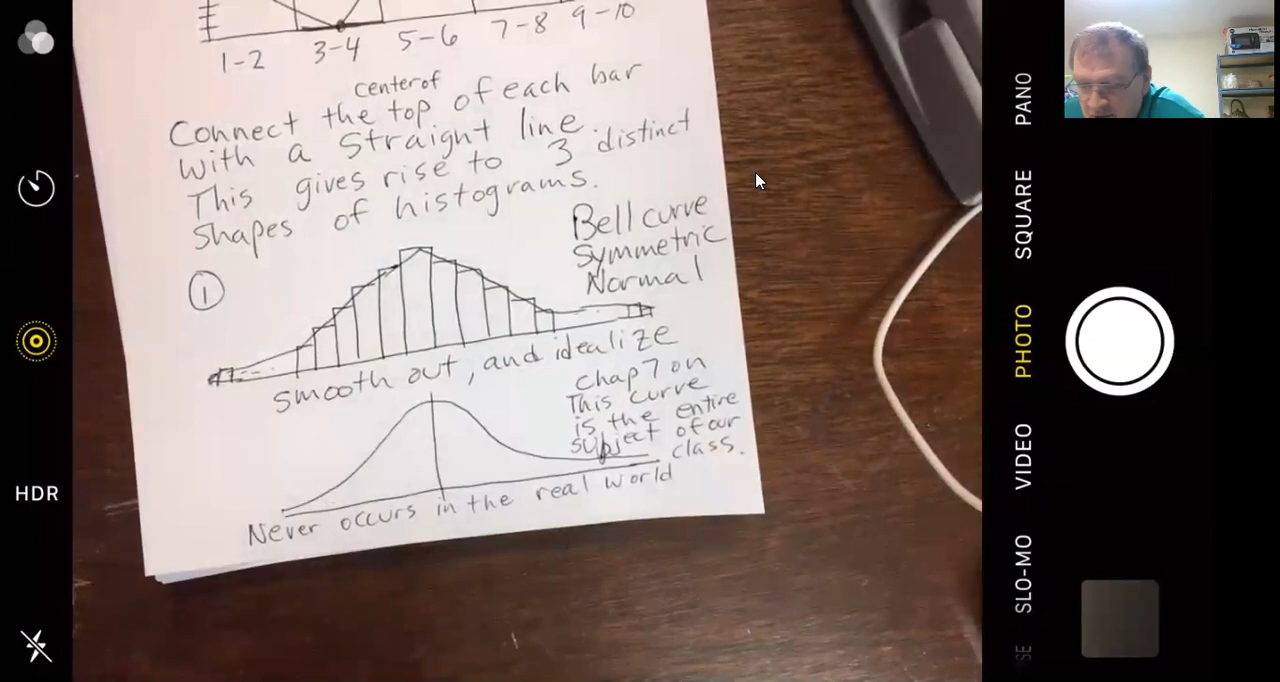 1-2 3-4 5-6 7-8 9-10
center of
Connect the top of each bar
with a straight line
This gives rise to 3 distinct
shapes of histograms.
Bell curve
Symmetric
Normal
1
smooth out, and idealize
Chap 7 on
This curve
is the entire
subject of our
class.
Never occurs in the real world
HDR
PANO
SQUARE
PHOTO
VIDEO
SLO-MO
SE